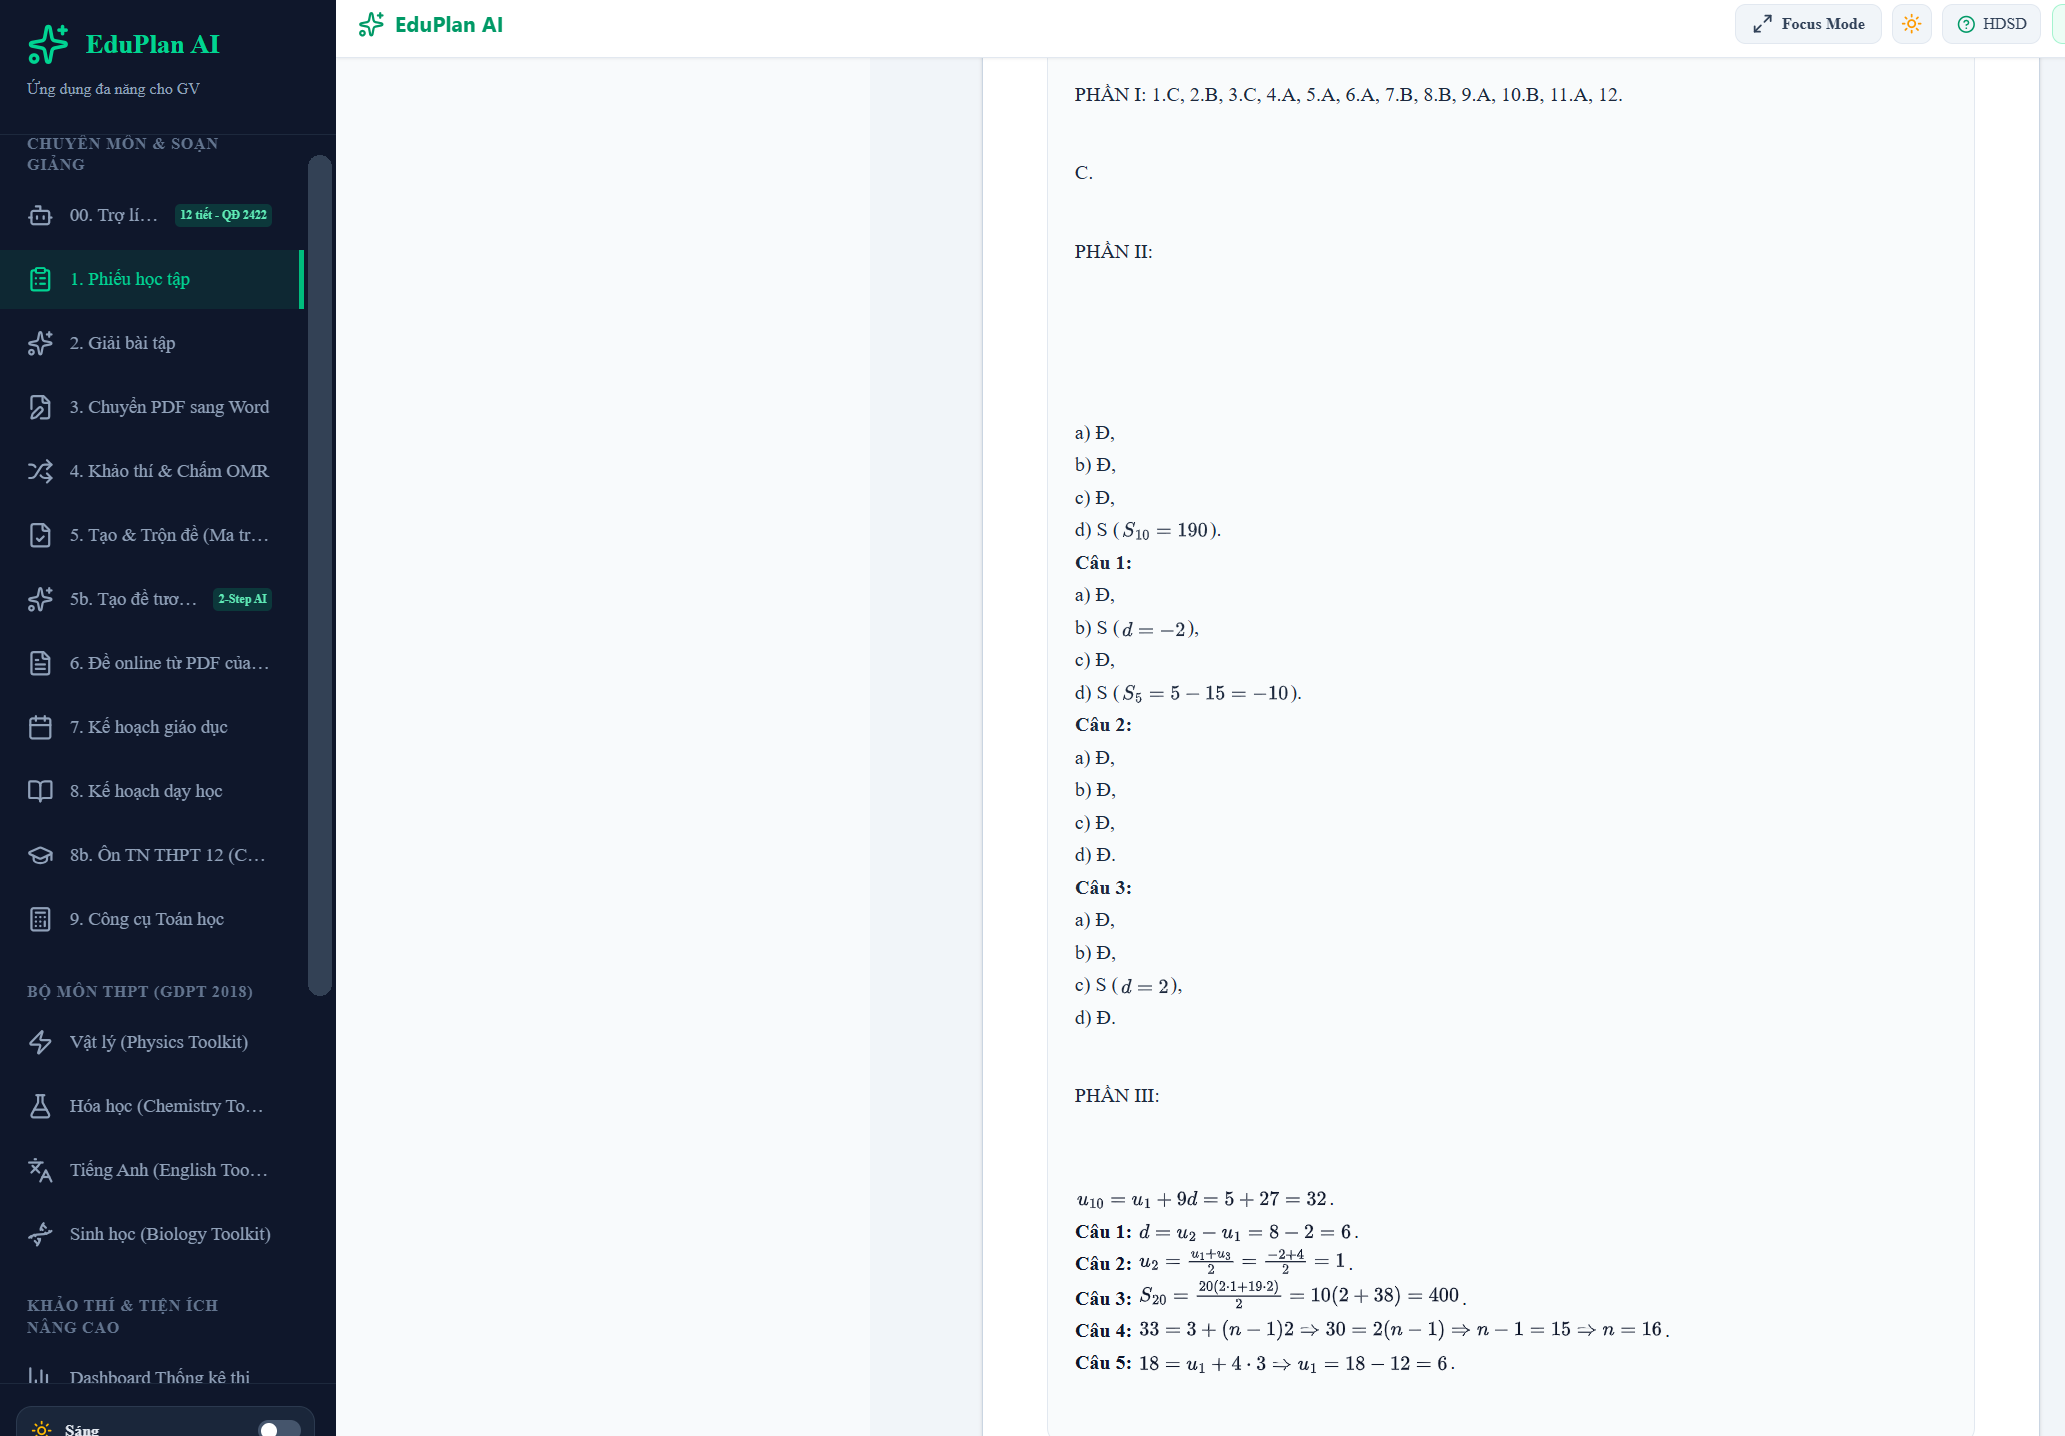 EduPlan AI
Ứng dụng đa năng cho GV
CHUYÊN MÔN & SOẠN
GIẢNG
00. Trợ lí… 12 tiết - QĐ 2422
1. Phiếu học tập
2. Giải bài tập
3. Chuyển PDF sang Word
4. Khảo thí & Chấm OMR
5. Tạo & Trộn đề (Ma tr…
5b. Tạo đề tươ… 2-Step AI
6. Đề online từ PDF của…
7. Kế hoạch giáo dục
8. Kế hoạch dạy học
8b. Ôn TN THPT 12 (C…
9. Công cụ Toán học
BỘ MÔN THPT (GDPT 2018)
Vật lý (Physics Toolkit)
Hóa học (Chemistry To…
Tiếng Anh (English Too…
Sinh học (Biology Toolkit)
KHẢO THÍ & TIỆN ÍCH
NÂNG CAO
Dashboard Thống kê thi
Sáng
EduPlan AI
Focus Mode
HDSD
PHẦN I: 1.C, 2.B, 3.C, 4.A, 5.A, 6.A, 7.B, 8.B, 9.A, 10.B, 11.A, 12.
C.
PHẦN II:
a) Đ,
b) Đ,
c) Đ,
d) S (S₁₀ = 190).
Câu 1:
a) Đ,
b) S (d = −2),
c) Đ,
d) S (S₅ = 5 − 15 = −10).
Câu 2:
a) Đ,
b) Đ,
c) Đ,
d) Đ.
Câu 3:
a) Đ,
b) Đ,
c) S (d = 2),
d) Đ.
PHẦN III:
u₁₀ = u₁ + 9d = 5 + 27 = 32.
Câu 1: d = u₂ − u₁ = 8 − 2 = 6.
Câu 2: u₂ = (u₁+u₃)/2 = (−2+4)/2 = 1.
Câu 3: S₂₀ = 20(2·1+19·2)/2 = 10(2 + 38) = 400.
Câu 4: 33 = 3 + (n − 1)2 ⇒ 30 = 2(n − 1) ⇒ n − 1 = 15 ⇒ n = 16.
Câu 5: 18 = u₁ + 4 · 3 ⇒ u₁ = 18 − 12 = 6.